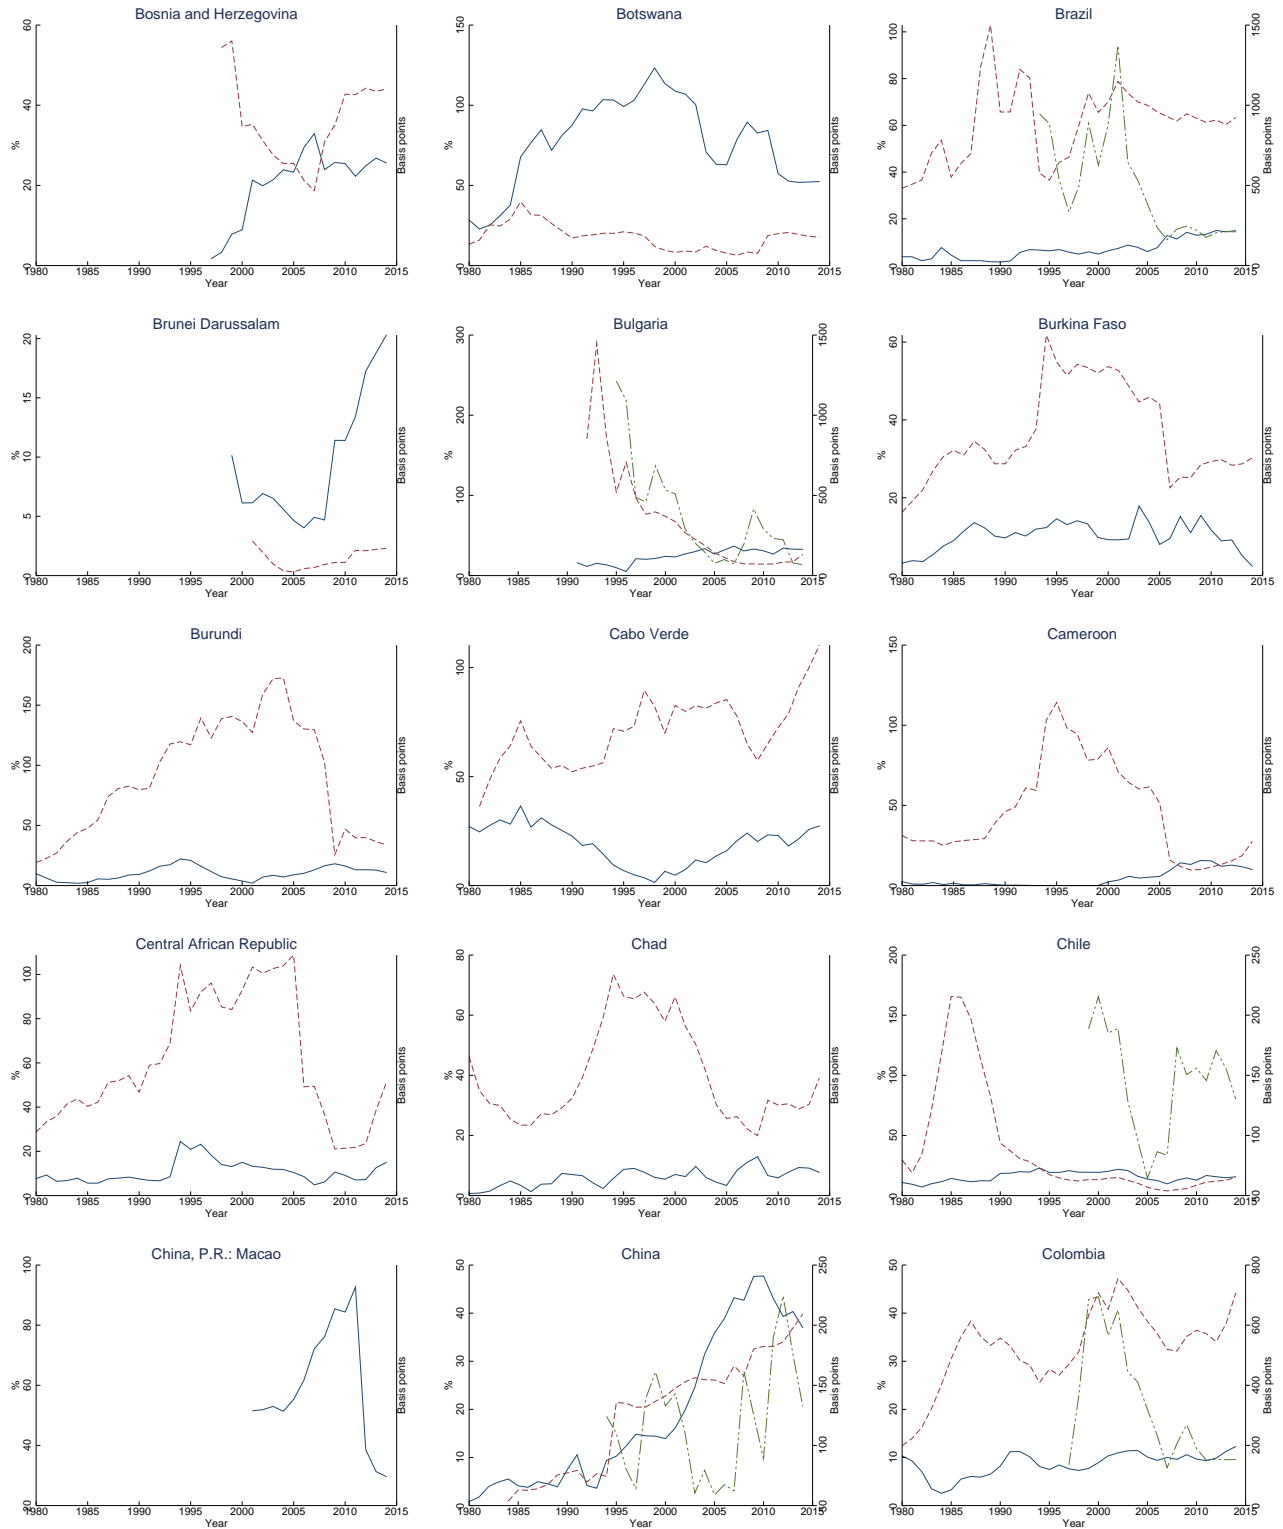 Bosnia and Herzegovina
Botswana
Brazil
0 20 40 60
%
Basis points
1980 1985 1990 1995 2000 2005 2010 2015
Year
0 50 100 150
%
1980 1985 1990 1995 2000 2005 2010 2015
Year
Basis points
0 20 40 60 80 100
%
0 500 1000 1500
Basis points
1980 1985 1990 1995 2000 2005 2010 2015
Year
Brunei Darussalam
Bulgaria
Burkina Faso
0 5 10 15 20
%
Basis points
1980 1985 1990 1995 2000 2005 2010 2015
Year
0 100 200 300
%
0 500 1000 1500
Basis points
1980 1985 1990 1995 2000 2005 2010 2015
Year
0 20 40 60
%
Basis points
1980 1985 1990 1995 2000 2005 2010 2015
Year
Burundi
Cabo Verde
Cameroon
0 50 100 150 200
%
Basis points
1980 1985 1990 1995 2000 2005 2010 2015
Year
0 50 100
%
Basis points
1980 1985 1990 1995 2000 2005 2010 2015
Year
0 50 100 150
%
Basis points
1980 1985 1990 1995 2000 2005 2010 2015
Year
Central African Republic
Chad
Chile
0 20 40 60 80 100
%
Basis points
1980 1985 1990 1995 2000 2005 2010 2015
Year
0 20 40 60 80
%
Basis points
1980 1985 1990 1995 2000 2005 2010 2015
Year
0 50 100 150 200
%
50 100 150 200 250
Basis points
1980 1985 1990 1995 2000 2005 2010 2015
Year
China, P.R.: Macao
China
Colombia
20 40 60 80 100
%
Basis points
1980 1985 1990 1995 2000 2005 2010 2015
Year
0 10 20 30 40 50
%
50 100 150 200 250
Basis points
1980 1985 1990 1995 2000 2005 2010 2015
Year
0 10 20 30 40 50
%
0 200 400 600 800
Basis points
1980 1985 1990 1995 2000 2005 2010 2015
Year